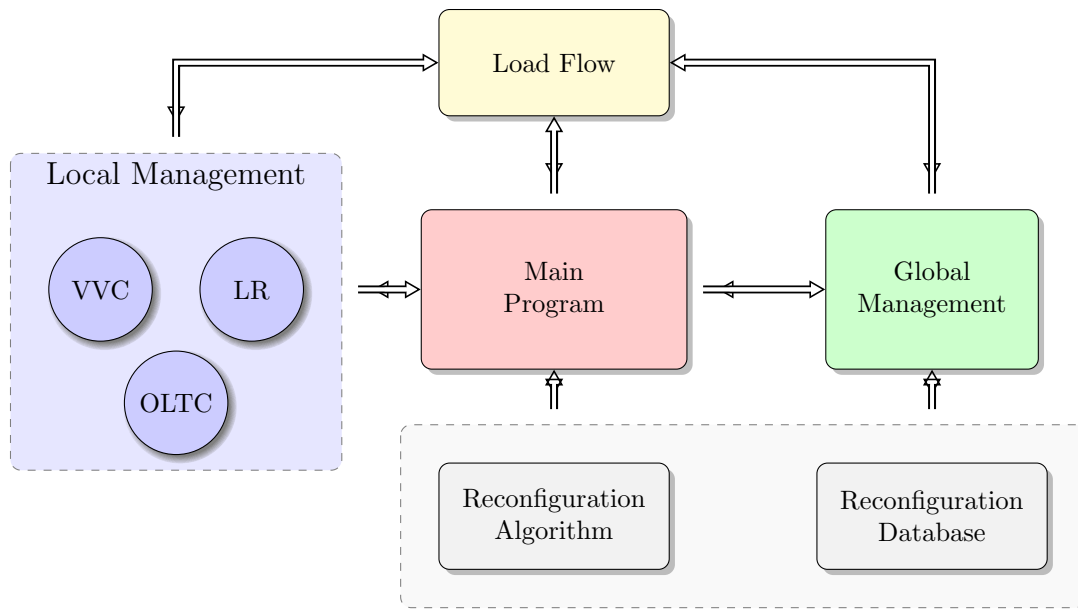 Load Flow
Local Management
VVC
LR
OLTC
Main
Program
Global
Management
Reconfiguration
Algorithm
Reconfiguration
Database